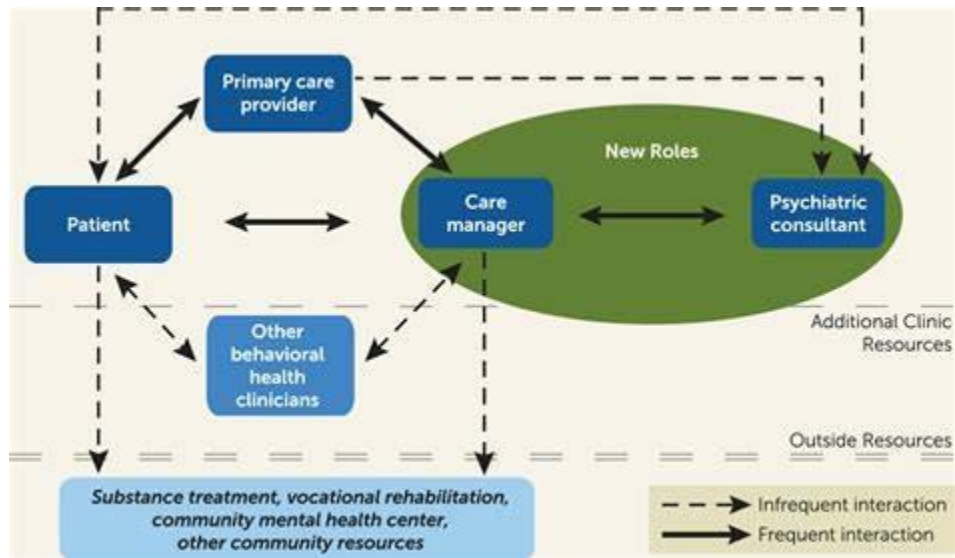 Primary care
provider
New Roles
Patient
Care
manager
Psychiatric
consultant
Other
behavioral
health
clinicians
Additional Clinic
Resources
Outside Resources
Substance treatment, vocational rehabilitation,
community mental health center,
other community resources
Infrequent interaction
Frequent interaction